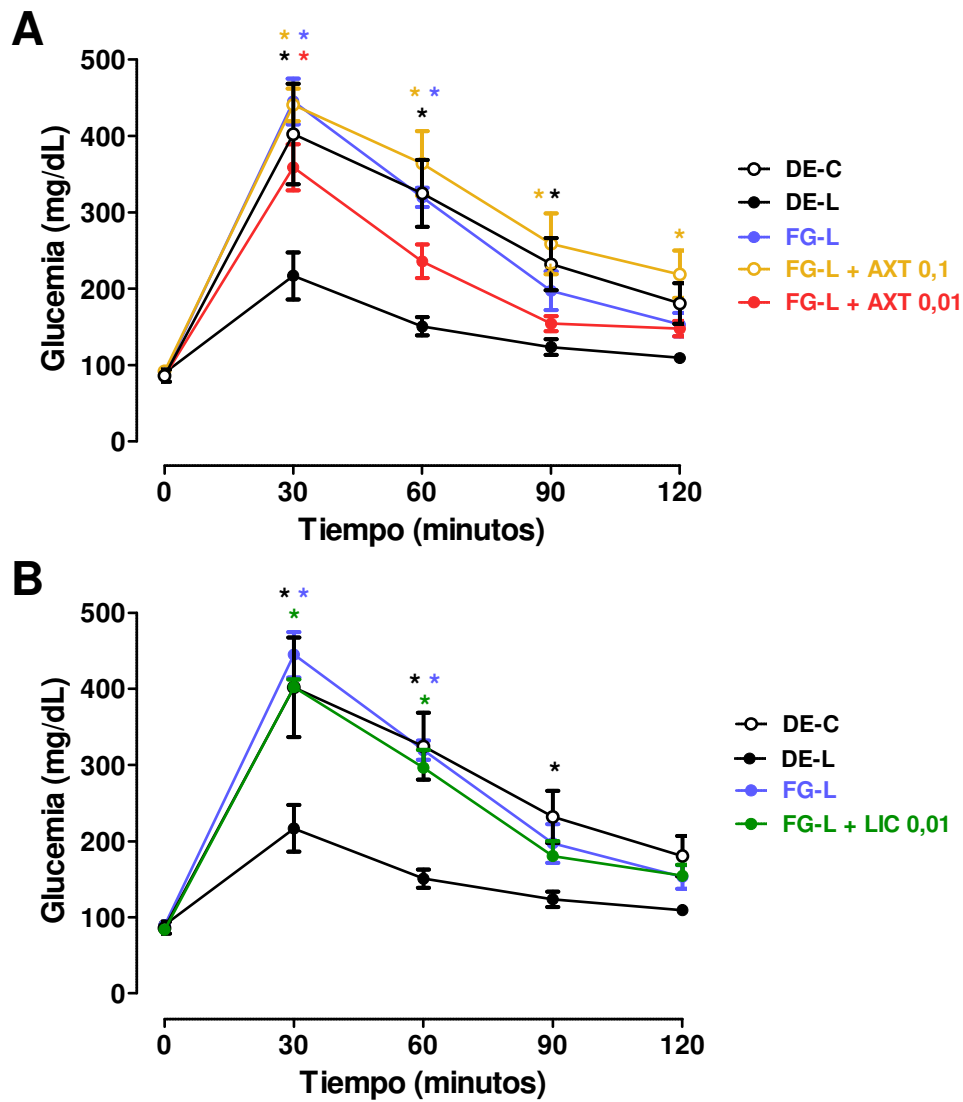 A
* *
* *
* *
*
* *
*
500
400
300
200
100
0
Glucemia (mg/dL)
0 30 60 90 120
Tiempo (minutos)
DE-C
DE-L
FG-L
FG-L + AXT 0,1
FG-L + AXT 0,01
B
* *
*
* *
*
*
500
400
300
200
100
0
Glucemia (mg/dL)
0 30 60 90 120
Tiempo (minutos)
DE-C
DE-L
FG-L
FG-L + LIC 0,01